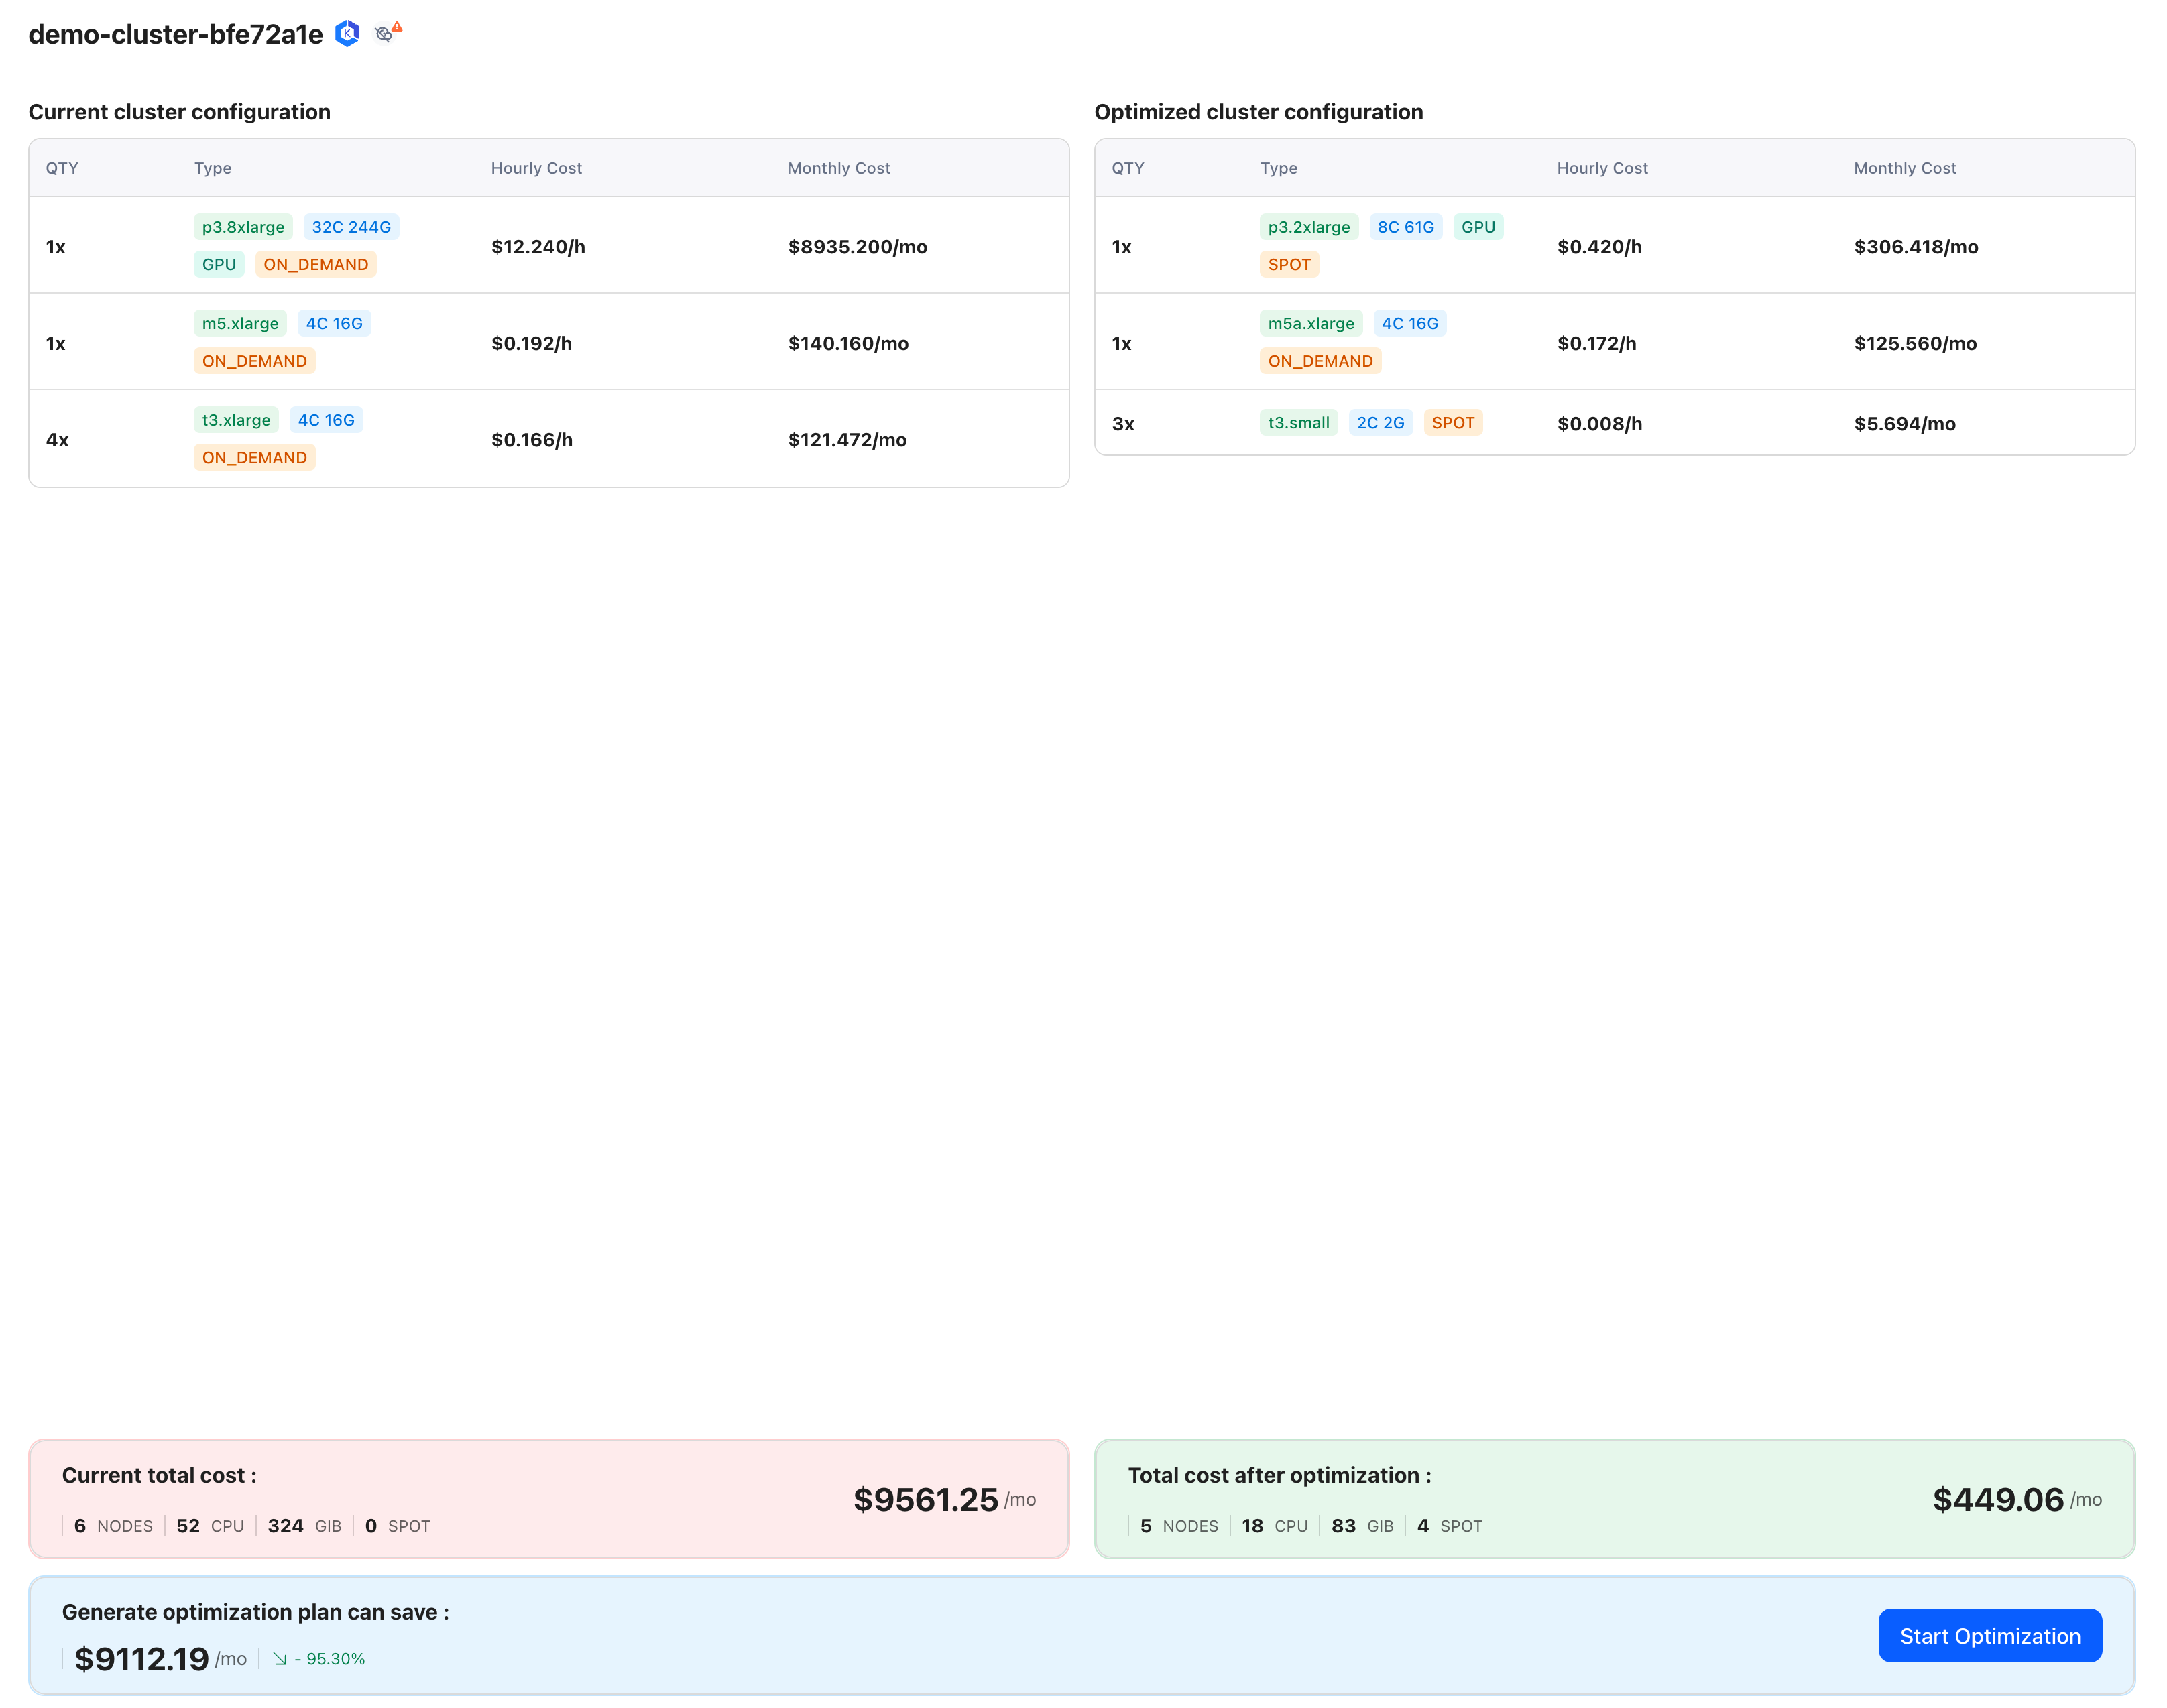 demo-cluster-bfe72a1e
Current cluster configuration
QTY Type Hourly Cost Monthly Cost
1x p3.8xlarge 32C 244G GPU ON_DEMAND $12.240/h $8935.200/mo
1x m5.xlarge 4C 16G ON_DEMAND $0.192/h $140.160/mo
4x t3.xlarge 4C 16G ON_DEMAND $0.166/h $121.472/mo
Optimized cluster configuration
QTY Type Hourly Cost Monthly Cost
1x p3.2xlarge 8C 61G GPU SPOT $0.420/h $306.418/mo
1x m5a.xlarge 4C 16G ON_DEMAND $0.172/h $125.560/mo
3x t3.small 2C 2G SPOT $0.008/h $5.694/mo
Current total cost :
6 NODES 52 CPU 324 GIB 0 SPOT
$9561.25 /mo
Total cost after optimization :
5 NODES 18 CPU 83 GIB 4 SPOT
$449.06 /mo
Generate optimization plan can save :
$9112.19 /mo - 95.30%
Start Optimization